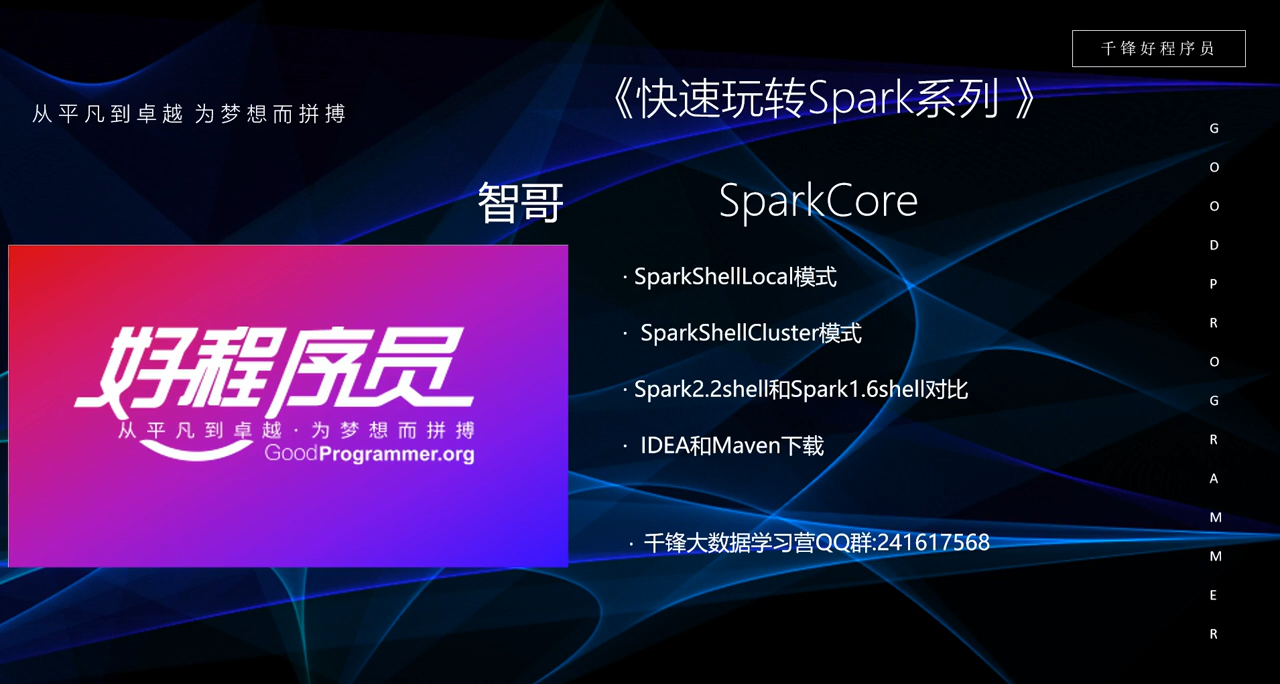 千锋好程序员
从平凡到卓越 为梦想而拼搏
《快速玩转Spark系列 》
智哥
SparkCore
· SparkShellLocal模式
· SparkShellCluster模式
· Spark2.2shell和Spark1.6shell对比
· IDEA和Maven下载
· 千锋大数据学习营QQ群:241617568
好程序员
从平凡到卓越·为梦想而拼搏
GoodProgrammer.org
GOODPROGRAMMER